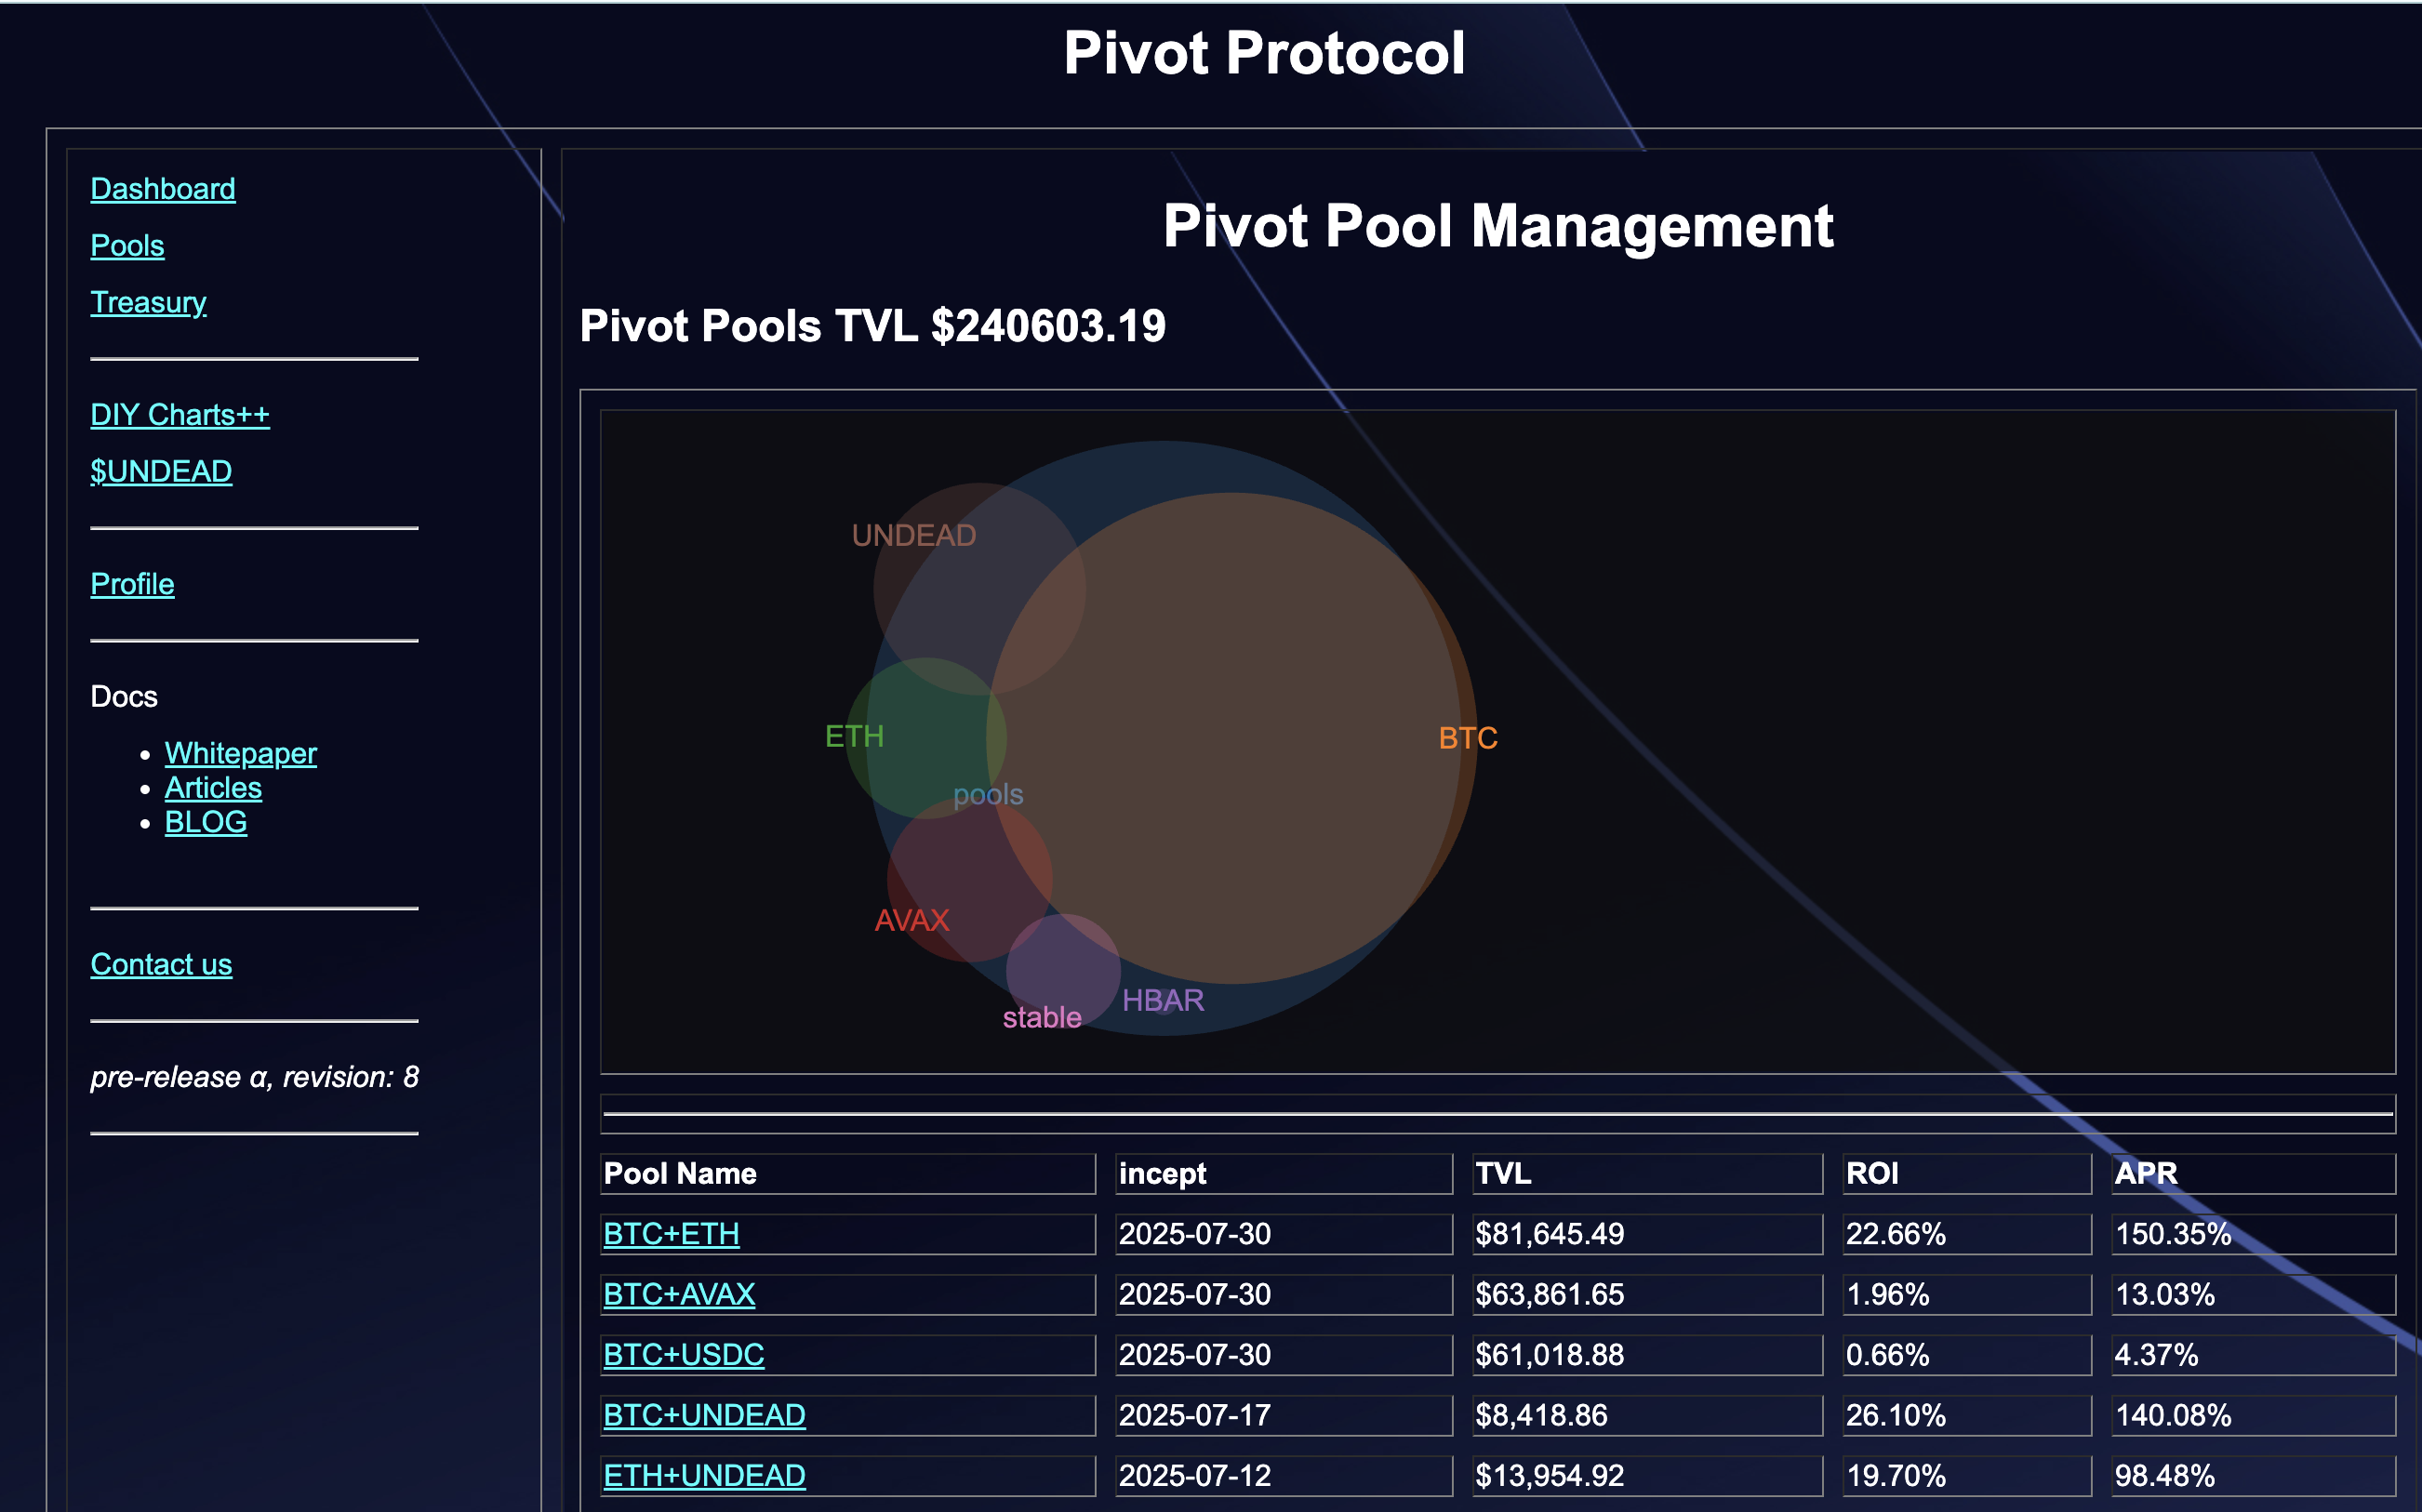 Pivot Protocol
Dashboard
Pools
Treasury
DIY Charts++
$UNDEAD
Profile
Docs
• Whitepaper
• Articles
• BLOG
Contact us
pre-release α, revision: 8
Pivot Pool Management
Pivot Pools TVL $240603.19
UNDEAD
ETH
BTC
pools
AVAX
HBAR
stable
Pool Name incept TVL ROI APR
BTC+ETH 2025-07-30 $81,645.49 22.66% 150.35%
BTC+AVAX 2025-07-30 $63,861.65 1.96% 13.03%
BTC+USDC 2025-07-30 $61,018.88 0.66% 4.37%
BTC+UNDEAD 2025-07-17 $8,418.86 26.10% 140.08%
ETH+UNDEAD 2025-07-12 $13,954.92 19.70% 98.48%